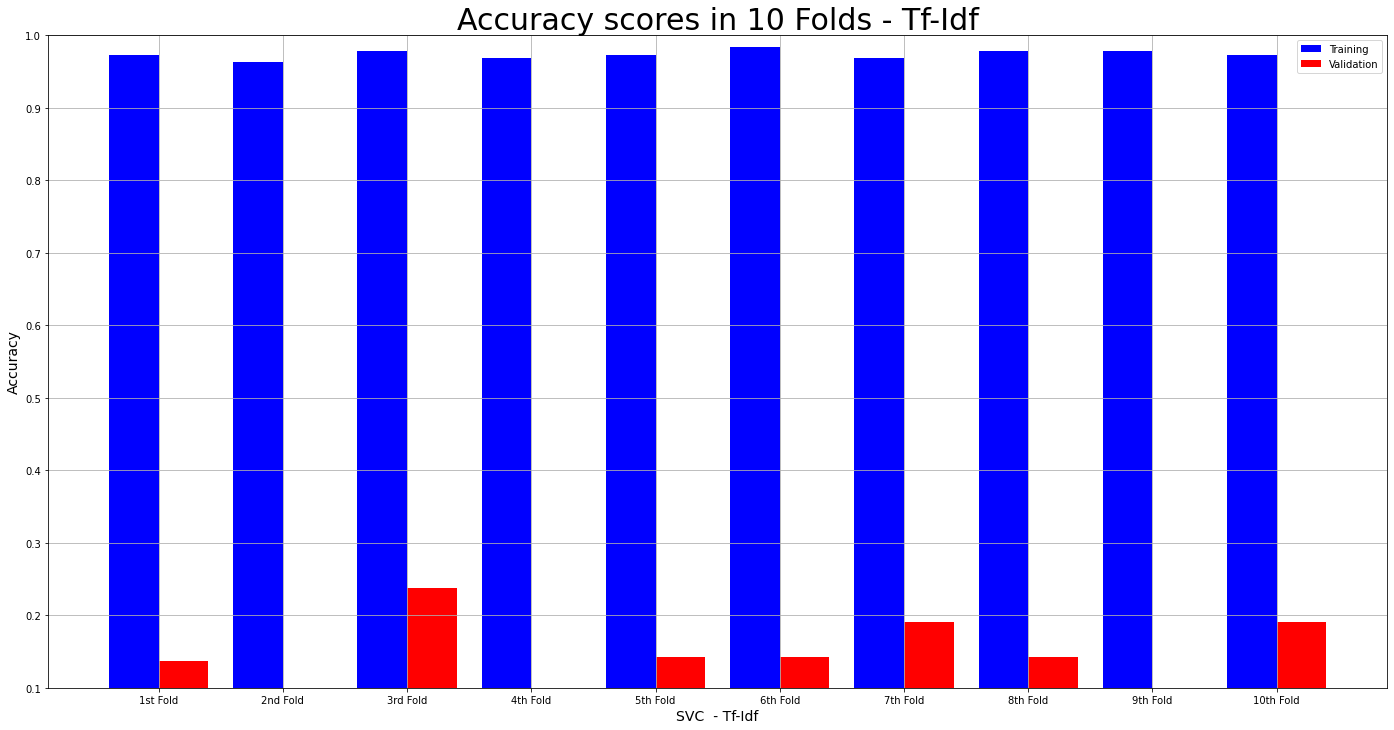 Accuracy scores in 10 Folds - Tf-Idf
Training
Validation
1.0
0.9
0.8
0.7
0.6
0.5
0.4
0.3
0.2
0.1
Accuracy
1st Fold 2nd Fold 3rd Fold 4th Fold 5th Fold 6th Fold 7th Fold 8th Fold 9th Fold 10th Fold
SVC - Tf-Idf